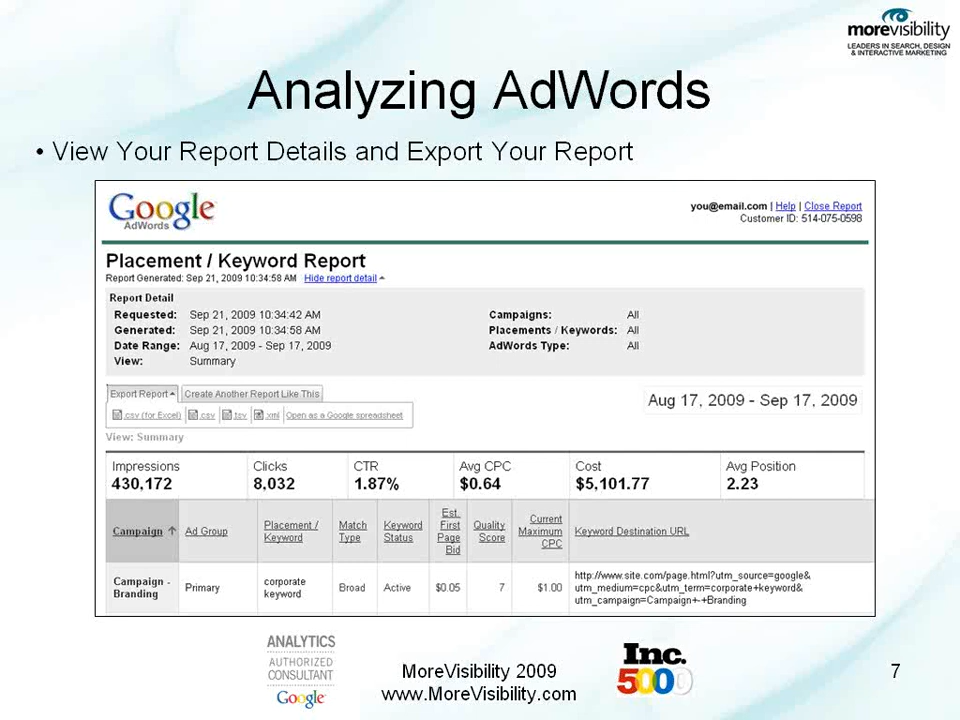 morevisibility
LEADERS IN SEARCH, DESIGN
& INTERACTIVE MARKETING
Analyzing AdWords
• View Your Report Details and Export Your Report
Google
AdWords
you@email.com | Help | Close Report
Customer ID: 514-075-0598
Placement / Keyword Report
Report Generated: Sep 21, 2009 10:34:58 AM Hide report detail
Report Detail
Requested: Sep 21, 2009 10:34:42 AM Campaigns: All
Generated: Sep 21, 2009 10:34:58 AM Placements / Keywords: All
Date Range: Aug 17, 2009 - Sep 17, 2009 AdWords Type: All
View: Summary
Export Report Create Another Report Like This
.csv (for Excel) .csv .tsv .xml Open as a Google spreadsheet
Aug 17, 2009 - Sep 17, 2009
View: Summary
Impressions Clicks CTR Avg CPC Cost Avg Position
430,172 8,032 1.87% $0.64 $5,101.77 2.23
Campaign Ad Group Placement / Keyword Match Type Keyword Status Est. First Page Bid Quality Score Current Maximum CPC Keyword Destination URL
Campaign - Branding Primary corporate keyword Broad Active $0.05 7 $1.00 http://www.site.com/page.html?utm_source=google&
utm_medium=cpc&utm_term=corporate+keyword&
utm_campaign=Campaign+-+Branding
ANALYTICS
AUTHORIZED
CONSULTANT
Google
MoreVisibility 2009
www.MoreVisibility.com
Inc.
5000
7